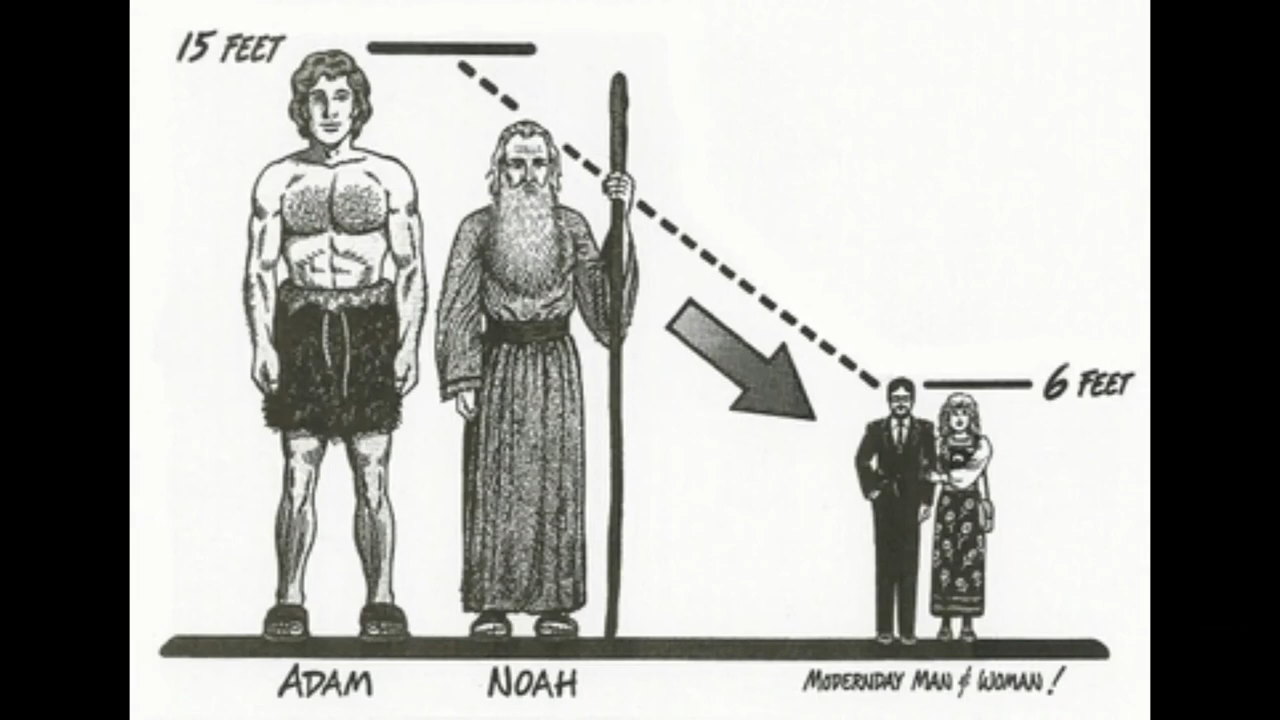 15 FEET
6 FEET
ADAM
NOAH
MODERNDAY MAN & WOMAN!